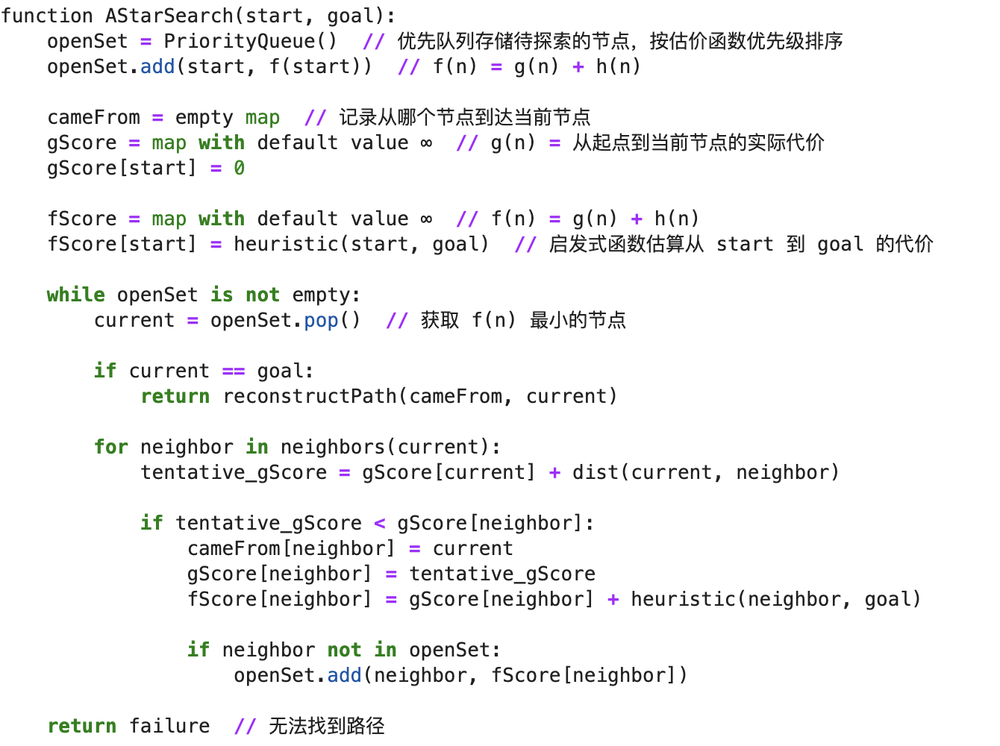 function AStarSearch(start, goal):
    openSet = PriorityQueue()  // 优先队列存储待探索的节点，按估价函数优先级排序
    openSet.add(start, f(start))  // f(n) = g(n) + h(n)

    cameFrom = empty map  // 记录从哪个节点到达当前节点
    gScore = map with default value ∞  // g(n) = 从起点到当前节点的实际代价
    gScore[start] = 0

    fScore = map with default value ∞  // f(n) = g(n) + h(n)
    fScore[start] = heuristic(start, goal)  // 启发式函数估算从 start 到 goal 的代价

    while openSet is not empty:
        current = openSet.pop()  // 获取 f(n) 最小的节点

        if current == goal:
            return reconstructPath(cameFrom, current)

        for neighbor in neighbors(current):
            tentative_gScore = gScore[current] + dist(current, neighbor)

            if tentative_gScore < gScore[neighbor]:
                cameFrom[neighbor] = current
                gScore[neighbor] = tentative_gScore
                fScore[neighbor] = gScore[neighbor] + heuristic(neighbor, goal)

                if neighbor not in openSet:
                    openSet.add(neighbor, fScore[neighbor])

    return failure  // 无法找到路径